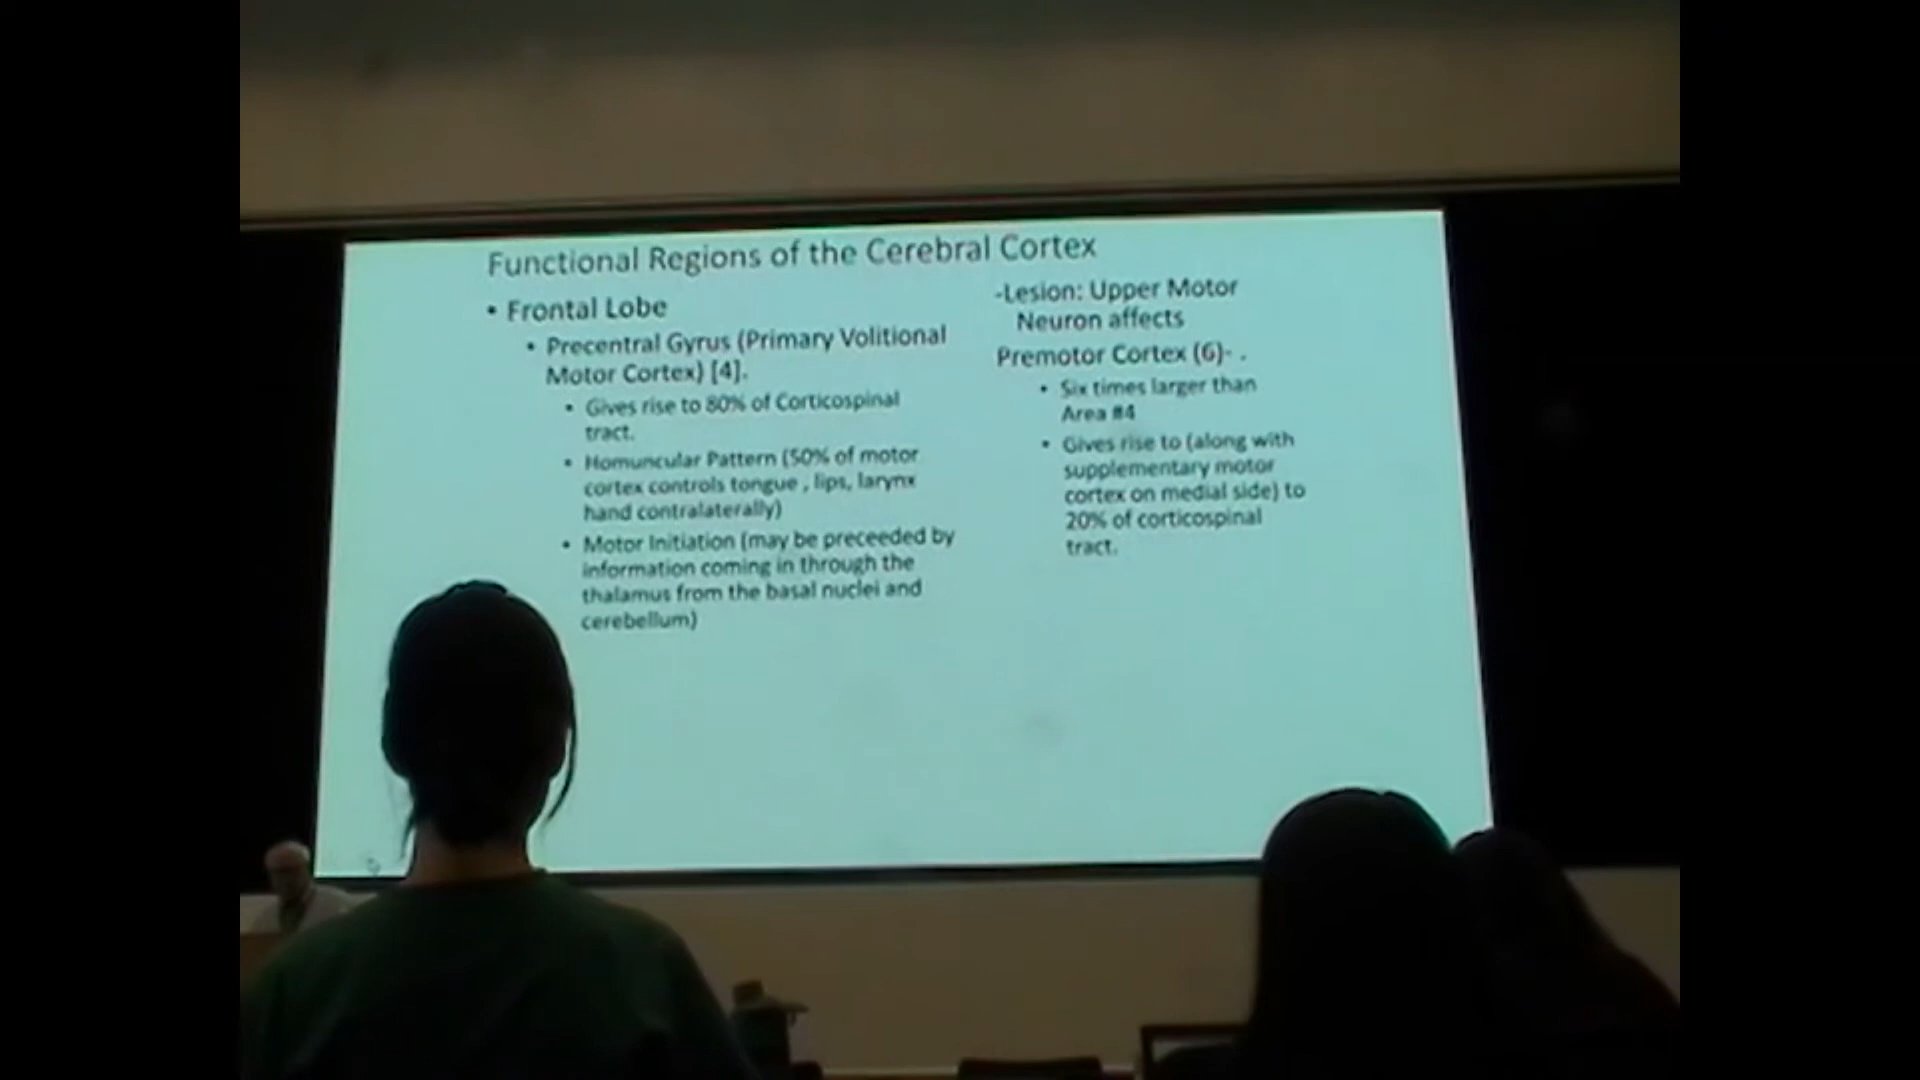 Functional Regions of the Cerebral Cortex
• Frontal Lobe
• Precentral Gyrus (Primary Volitional
Motor Cortex) [4].
• Gives rise to 80% of Corticospinal
tract.
• Homuncular Pattern (50% of motor
cortex controls tongue , lips, larynx
hand contralaterally)
• Motor Initiation (may be preceeded by
information coming in through the
thalamus from the basal nuclei and
cerebellum)
-Lesion: Upper Motor
Neuron affects
Premotor Cortex (6)- .
• Six times larger than
Area #4
• Gives rise to (along with
supplementary motor
cortex on medial side) to
20% of corticospinal
tract.